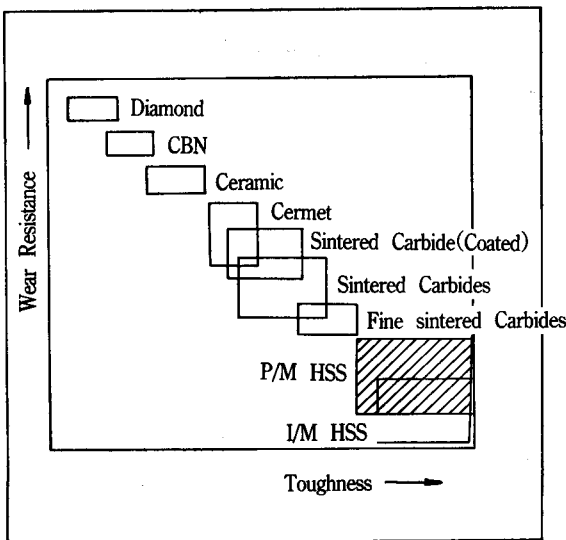 Diamond
CBN
Ceramic
Cermet
Sintered Carbide(Coated)
Sintered Carbides
Fine sintered Carbides
P/M HSS
I/M HSS
Wear Resistance
Toughness